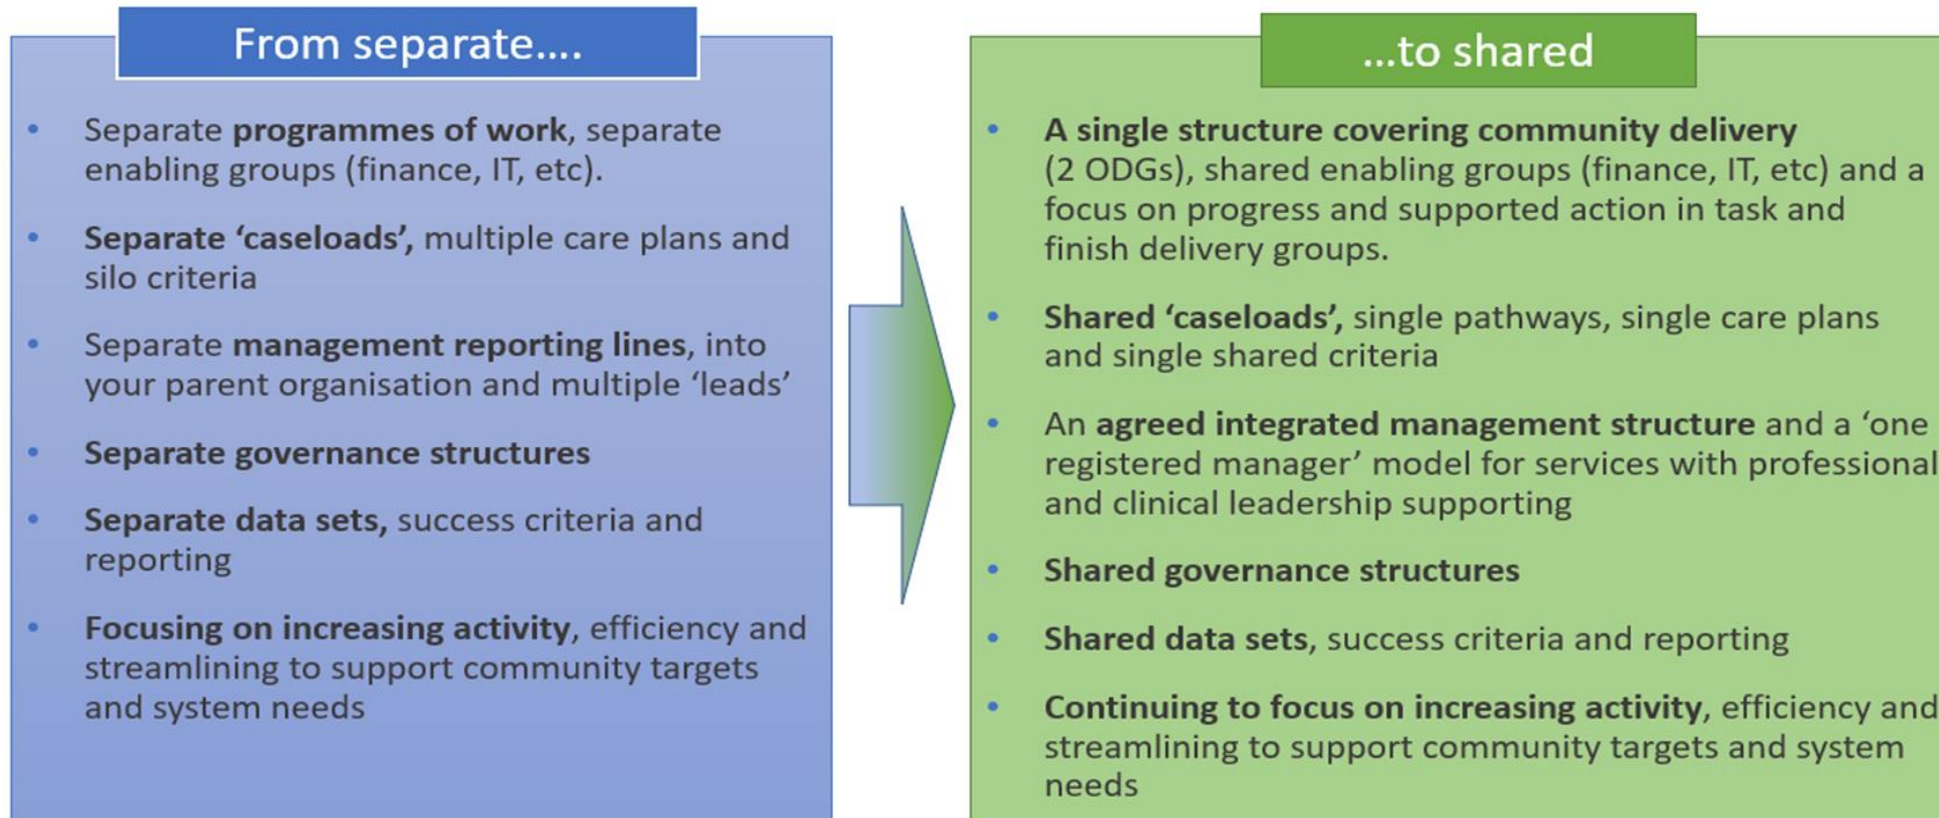 From separate....
• Separate programmes of work, separate
enabling groups (finance, IT, etc).
• Separate ‘caseloads’, multiple care plans and
silo criteria
• Separate management reporting lines, into
your parent organisation and multiple ‘leads’
• Separate governance structures
• Separate data sets, success criteria and
reporting
• Focusing on increasing activity, efficiency and
streamlining to support community targets
and system needs
...to shared
• A single structure covering community delivery
(2 ODGs), shared enabling groups (finance, IT, etc) and a
focus on progress and supported action in task and
finish delivery groups.
• Shared ‘caseloads’, single pathways, single care plans
and single shared criteria
• An agreed integrated management structure and a ‘one
registered manager’ model for services with professional
and clinical leadership supporting
• Shared governance structures
• Shared data sets, success criteria and reporting
• Continuing to focus on increasing activity, efficiency and
streamlining to support community targets and system
needs